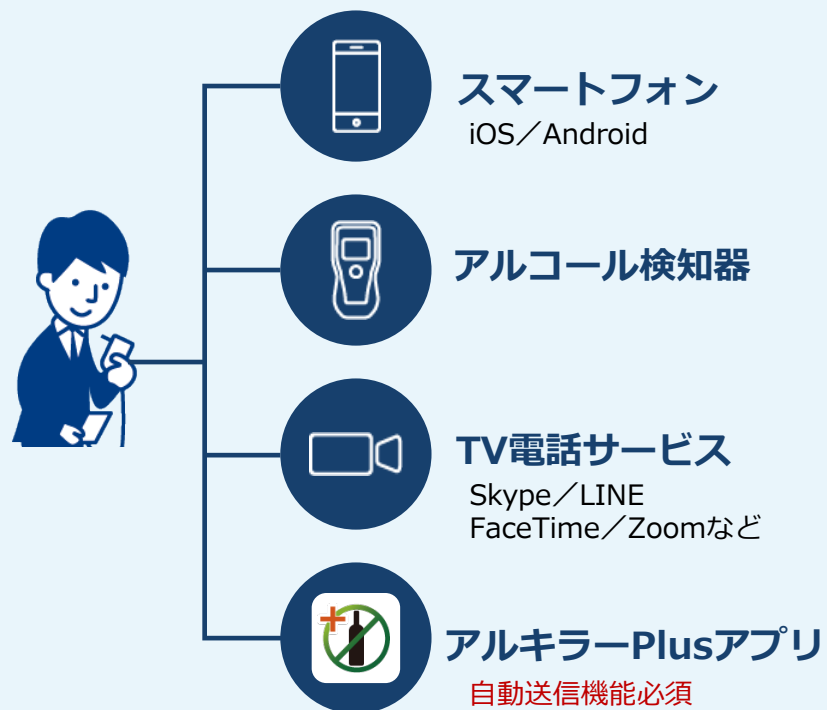 スマートフォン
iOS／Android
アルコール検知器
TV電話サービス
Skype／LINE
FaceTime／Zoomなど
アルキラーPlusアプリ
自動送信機能必須